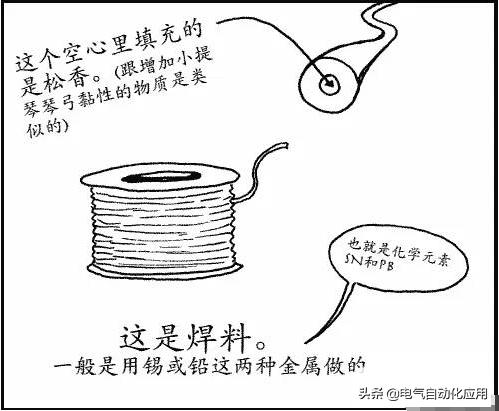 这个空心里填充的
是松香。(跟增加小提
琴琴弓黏性的物质是类
似的)
也就是化学元素
SN和PB
这是焊料。
一般是用锡或铅这两种金属做的
头条@电气自动化应用